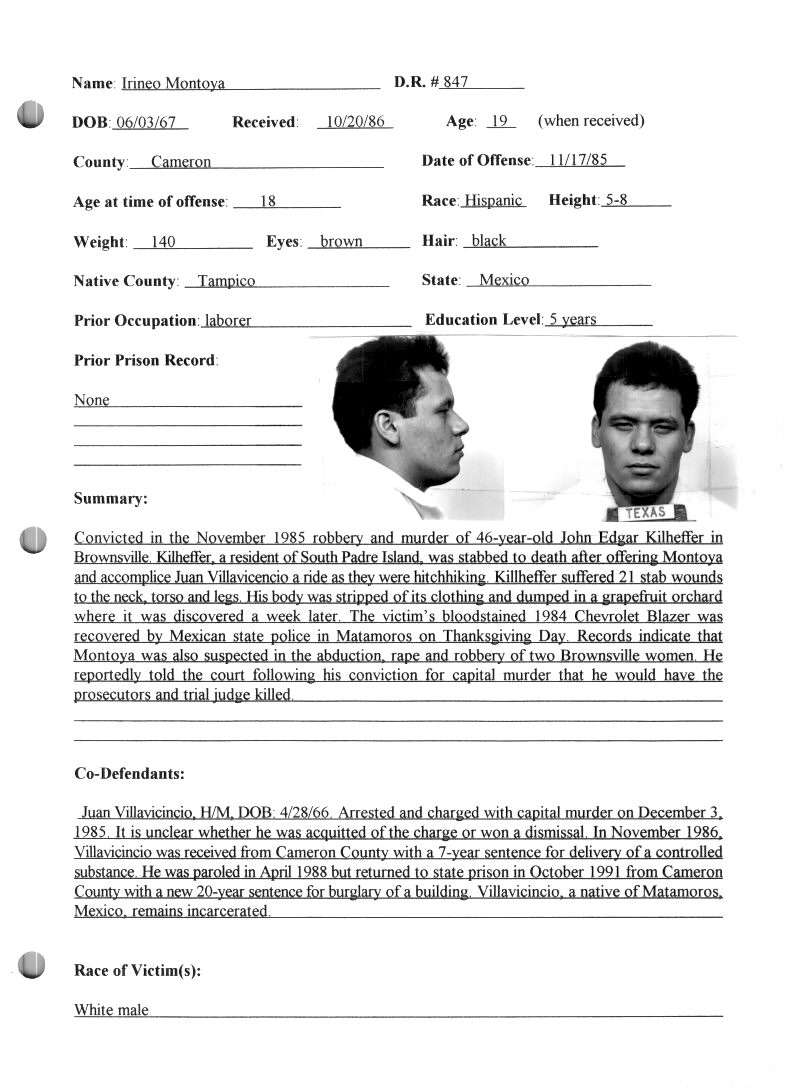 Name: Irineo Montoya D.R. # 847
DOB: 06/03/67 Received: 10/20/86 Age: 19 (when received)
County: Cameron Date of Offense: 11/17/85
Age at time of offense: 18 Race: Hispanic Height: 5-8
Weight: 140 Eyes: brown Hair: black
Native County: Tampico State: Mexico
Prior Occupation: laborer Education Level: 5 years
Prior Prison Record:
None
TEXAS
Summary:
Convicted in the November 1985 robbery and murder of 46-year-old John Edgar Kilheffer in
Brownsville. Kilheffer, a resident of South Padre Island, was stabbed to death after offering Montoya
and accomplice Juan Villavicencio a ride as they were hitchhiking. Killheffer suffered 21 stab wounds
to the neck, torso and legs. His body was stripped of its clothing and dumped in a grapefruit orchard
where it was discovered a week later. The victim's bloodstained 1984 Chevrolet Blazer was
recovered by Mexican state police in Matamoros on Thanksgiving Day. Records indicate that
Montoya was also suspected in the abduction, rape and robbery of two Brownsville women. He
reportedly told the court following his conviction for capital murder that he would have the
prosecutors and trial judge killed.
Co-Defendants:
Juan Villavicincio, H/M, DOB: 4/28/66. Arrested and charged with capital murder on December 3,
1985. It is unclear whether he was acquitted of the charge or won a dismissal. In November 1986,
Villavicincio was received from Cameron County with a 7-year sentence for delivery of a controlled
substance. He was paroled in April 1988 but returned to state prison in October 1991 from Cameron
County with a new 20-year sentence for burglary of a building. Villavicincio, a native of Matamoros,
Mexico, remains incarcerated.
Race of Victim(s):
White male